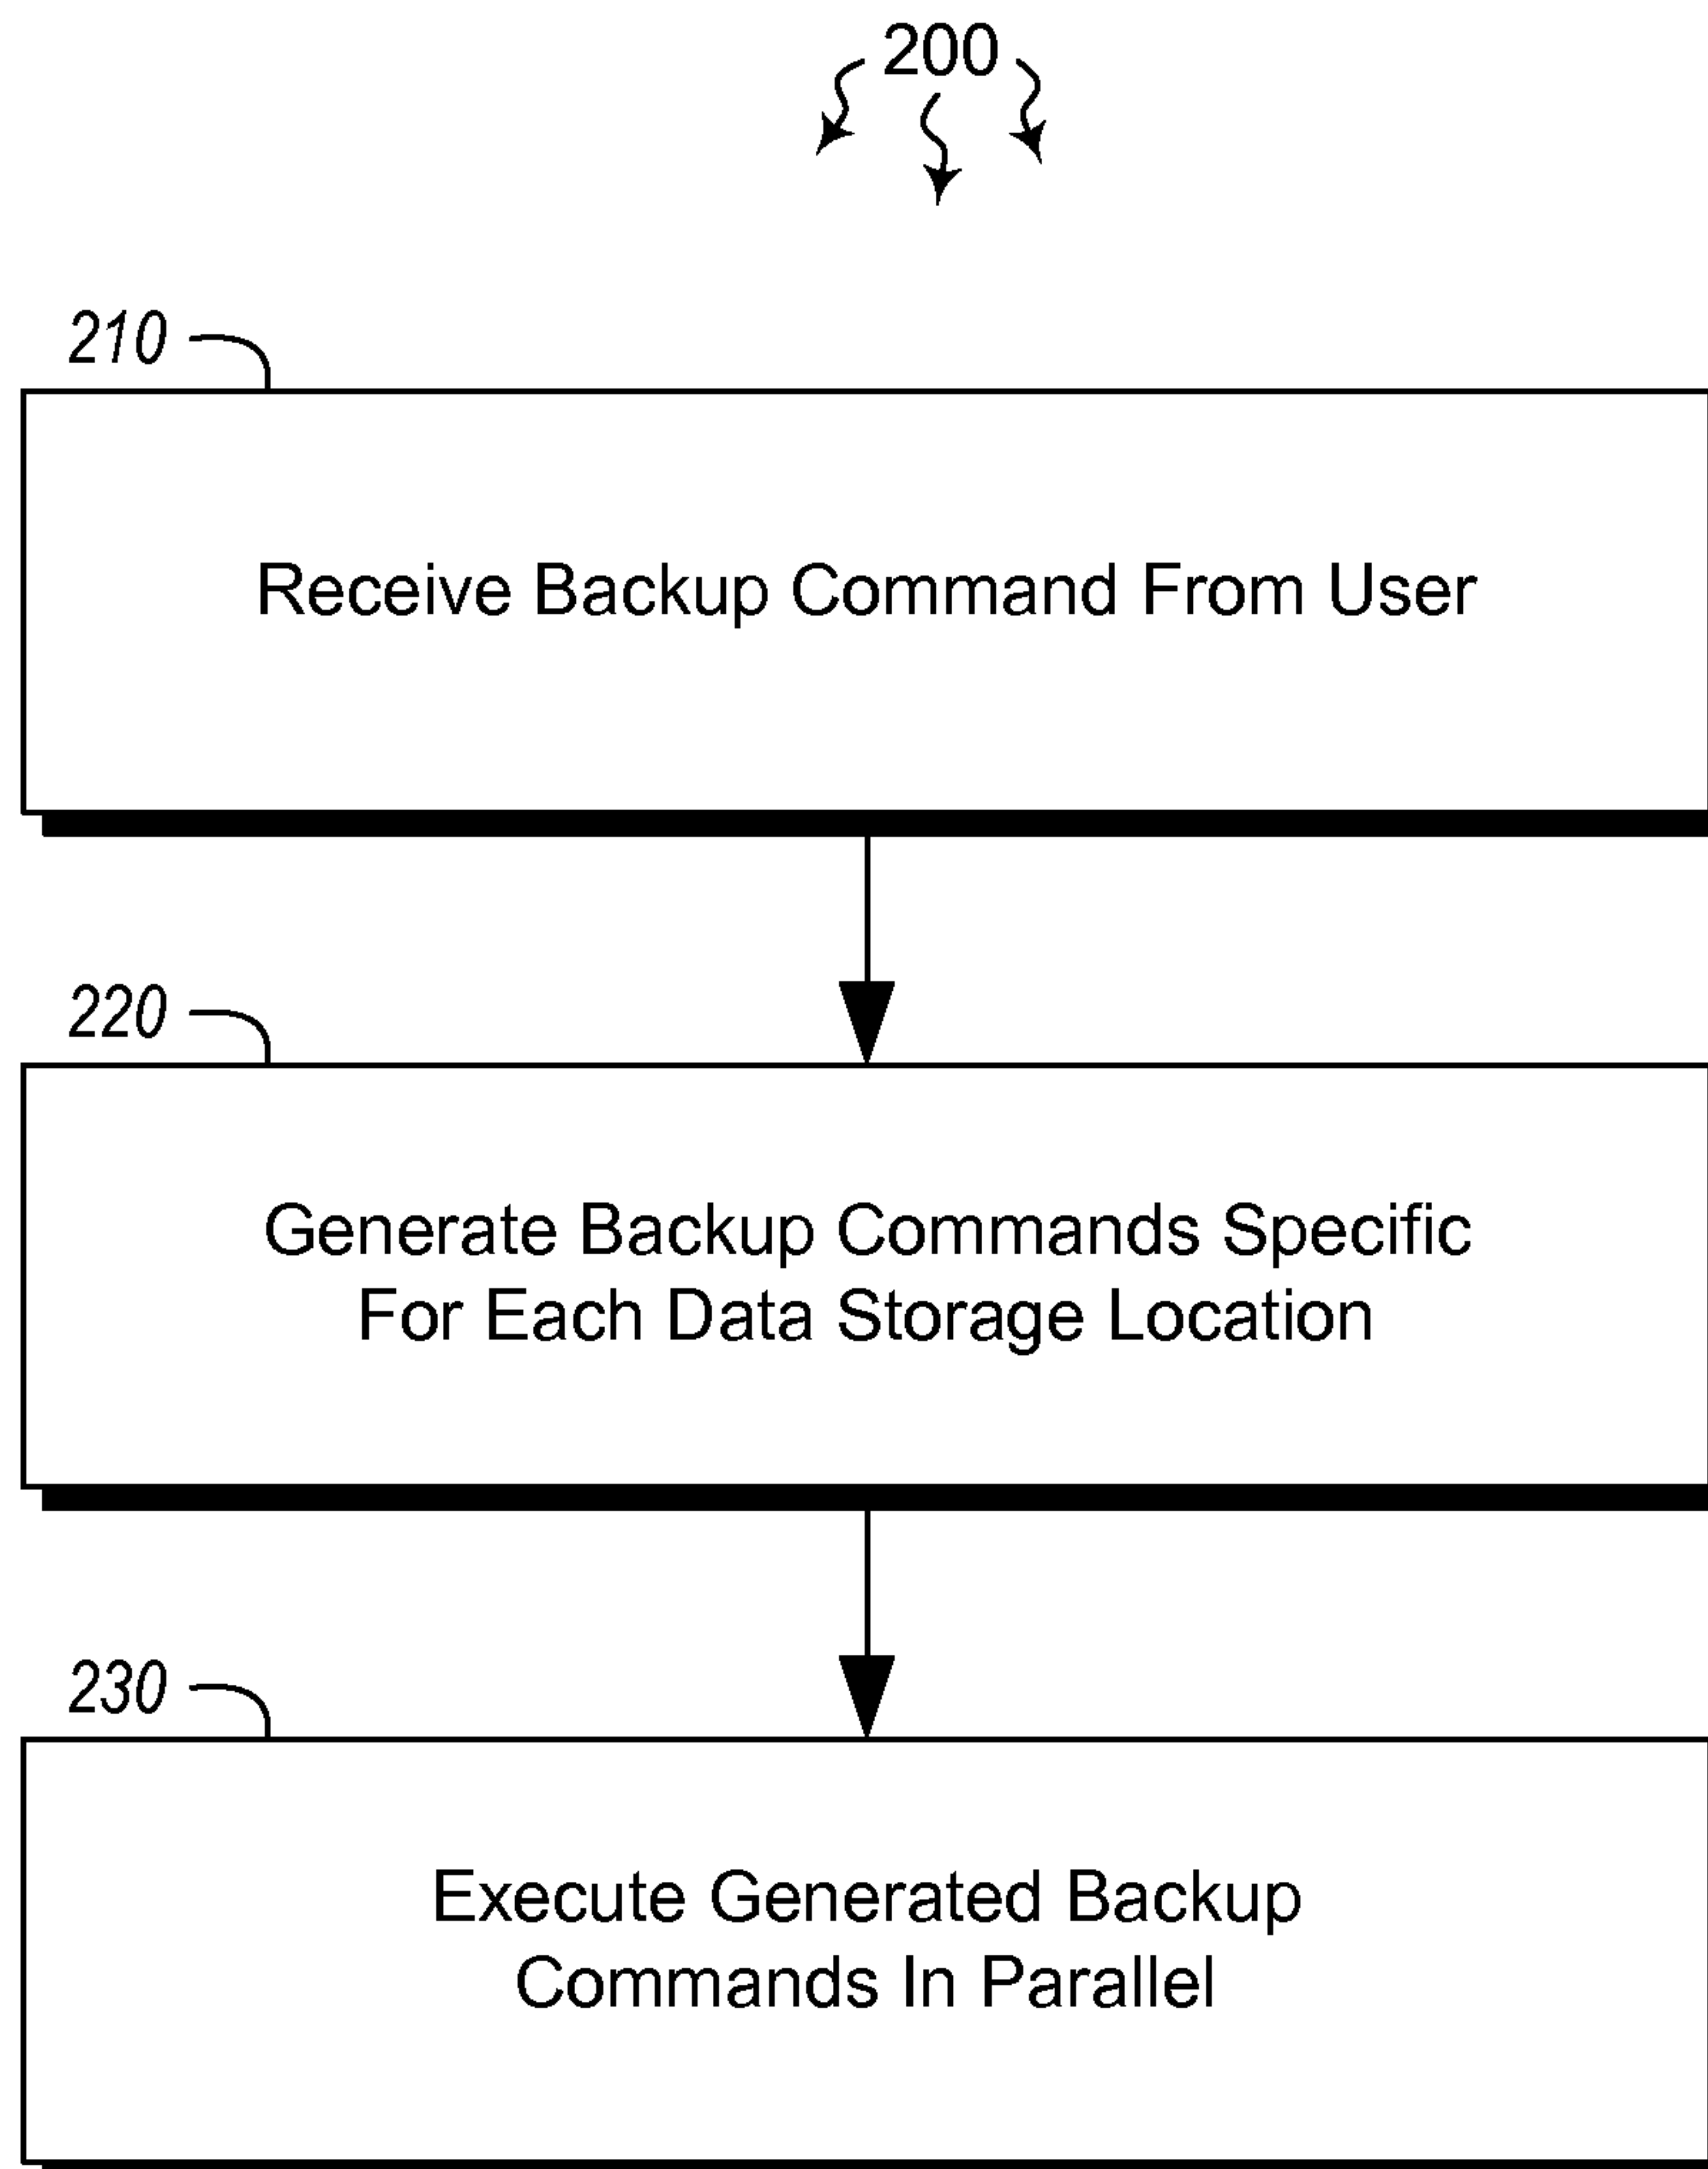 200
210
Receive Backup Command From User
220
Generate Backup Commands Specific
For Each Data Storage Location
230
Execute Generated Backup
Commands In Parallel